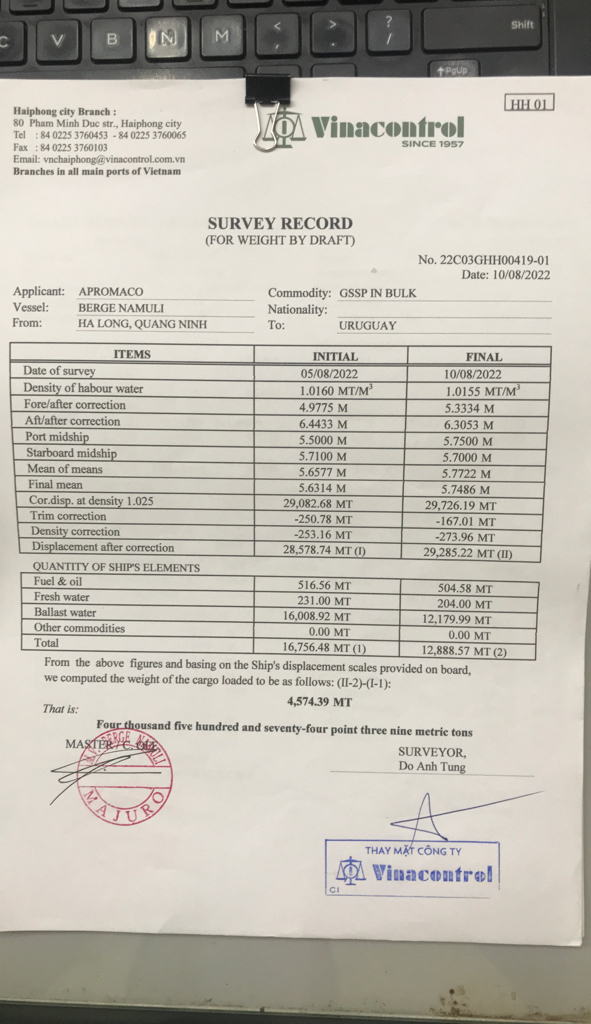 C V B N M < , > . ? / Shift
PgUp
HH 01
Haiphong city Branch :
80 Pham Minh Duc str., Haiphong city
Tel : 84 0225 3760453 - 84 0225 3760065
Fax : 84 0225 3760103
Email: vnchaiphong@vinacontrol.com.vn
Branches in all main ports of Vietnam
Vinacontrol
SINCE 1957
SURVEY RECORD
(FOR WEIGHT BY DRAFT)
No. 22C03GHH00419-01
Date: 10/08/2022
Applicant: APROMACO Commodity: GSSP IN BULK
Vessel: BERGE NAMULI Nationality:
From: HA LONG, QUANG NINH To: URUGUAY
ITEMS INITIAL FINAL
Date of survey 05/08/2022 10/08/2022
Density of habour water 1.0160 MT/M³ 1.0155 MT/M³
Fore/after correction 4.9775 M 5.3334 M
Aft/after correction 6.4433 M 6.3053 M
Port midship 5.5000 M 5.7500 M
Starboard midship 5.7100 M 5.7000 M
Mean of means 5.6577 M 5.7722 M
Final mean 5.6314 M 5.7486 M
Cor.disp. at density 1.025 29,082.68 MT 29,726.19 MT
Trim correction -250.78 MT -167.01 MT
Density correction -253.16 MT -273.96 MT
Displacement after correction 28,578.74 MT (I) 29,285.22 MT (II)
QUANTITY OF SHIP'S ELEMENTS
Fuel & oil 516.56 MT 504.58 MT
Fresh water 231.00 MT 204.00 MT
Ballast water 16,008.92 MT 12,179.99 MT
Other commodities 0.00 MT 0.00 MT
Total 16,756.48 MT (1) 12,888.57 MT (2)
From the above figures and basing on the Ship's displacement scales provided on board,
we computed the weight of the cargo loaded to be as follows: (II-2)-(I-1):
4,574.39 MT
That is:
Four thousand five hundred and seventy-four point three nine metric tons
MASTER / C.
BERGE NAMULI
MAJURO
SURVEYOR,
Do Anh Tung
THAY MẶT CÔNG TY
Vinacontrol
CI